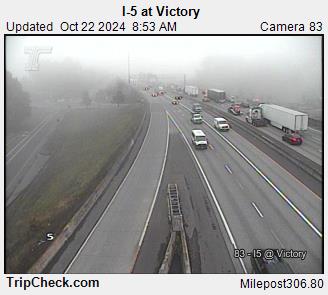 I-5 at Victory
Updated Oct 22 2024 8:53 AM Camera 83
S
83 - I5 @ Victory
TripCheck.com Milepost306.80